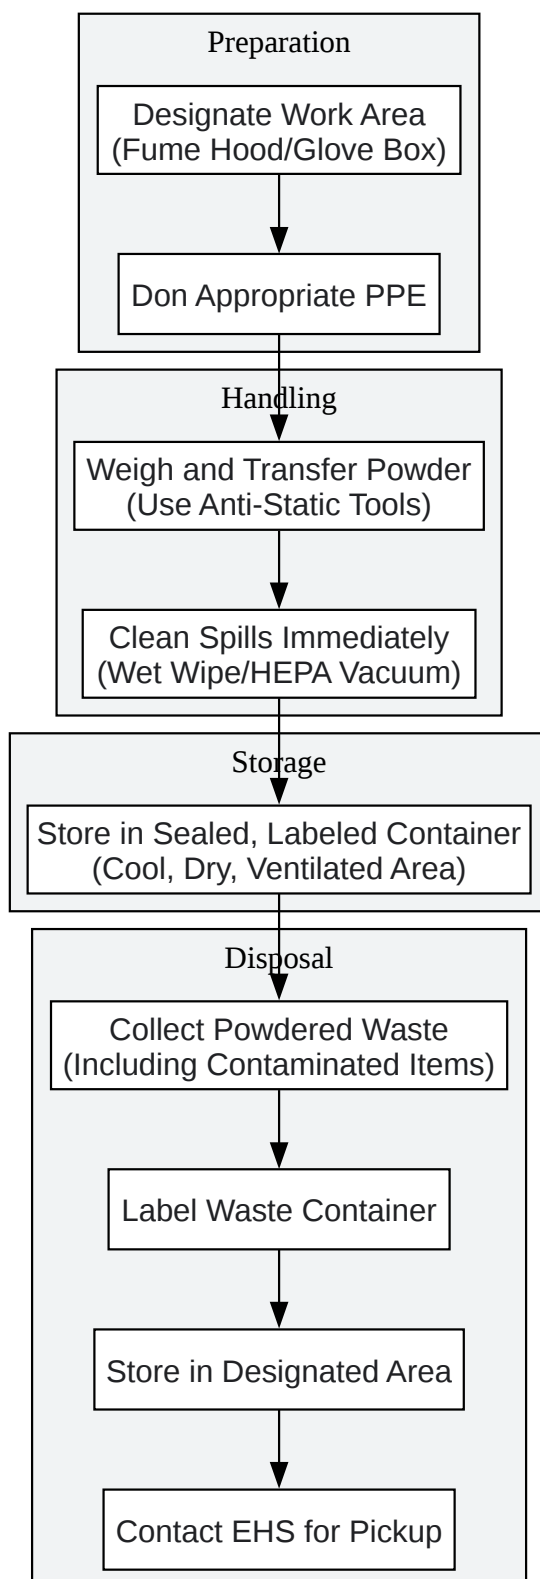 Preparation
Designate Work Area
(Fume Hood/Glove Box)
Don Appropriate PPE
Handling
Weigh and Transfer Powder
(Use Anti-Static Tools)
Clean Spills Immediately
(Wet Wipe/HEPA Vacuum)
Storage
Store in Sealed, Labeled Container
(Cool, Dry, Ventilated Area)
Disposal
Collect Powdered Waste
(Including Contaminated Items)
Label Waste Container
Store in Designated Area
Contact EHS for Pickup